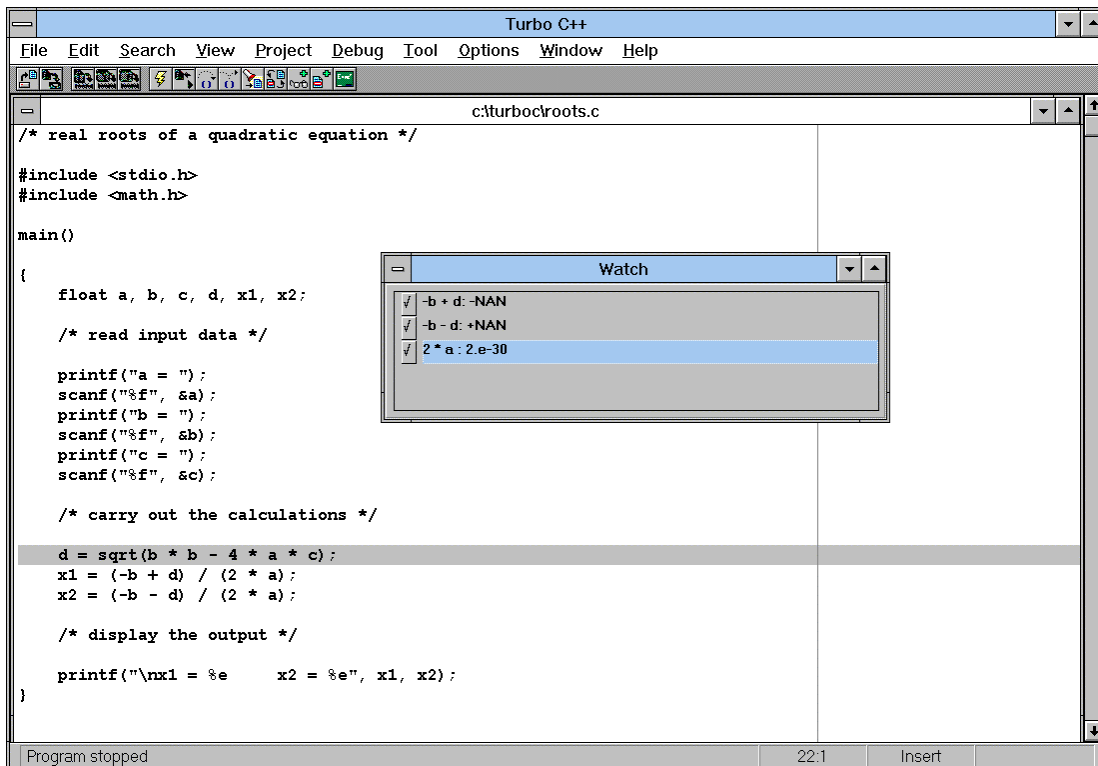 Turbo C++
File Edit Search View Project Debug Tool Options Window Help
c:\turboc\roots.c
/* real roots of a quadratic equation */
#include <stdio.h>
#include <math.h>
main()
{
float a, b, c, d, x1, x2;
/* read input data */
printf("a = ");
scanf("%f", &a);
printf("b = ");
scanf("%f", &b);
printf("c = ");
scanf("%f", &c);
/* carry out the calculations */
d = sqrt(b * b - 4 * a * c);
x1 = (-b + d) / (2 * a);
x2 = (-b - d) / (2 * a);
/* display the output */
printf("\nx1 = %e     x2 = %e", x1, x2);
}
Watch
√ -b + d: -NAN
√ -b - d: +NAN
√ 2 * a : 2.e-30
Program stopped 22:1 Insert